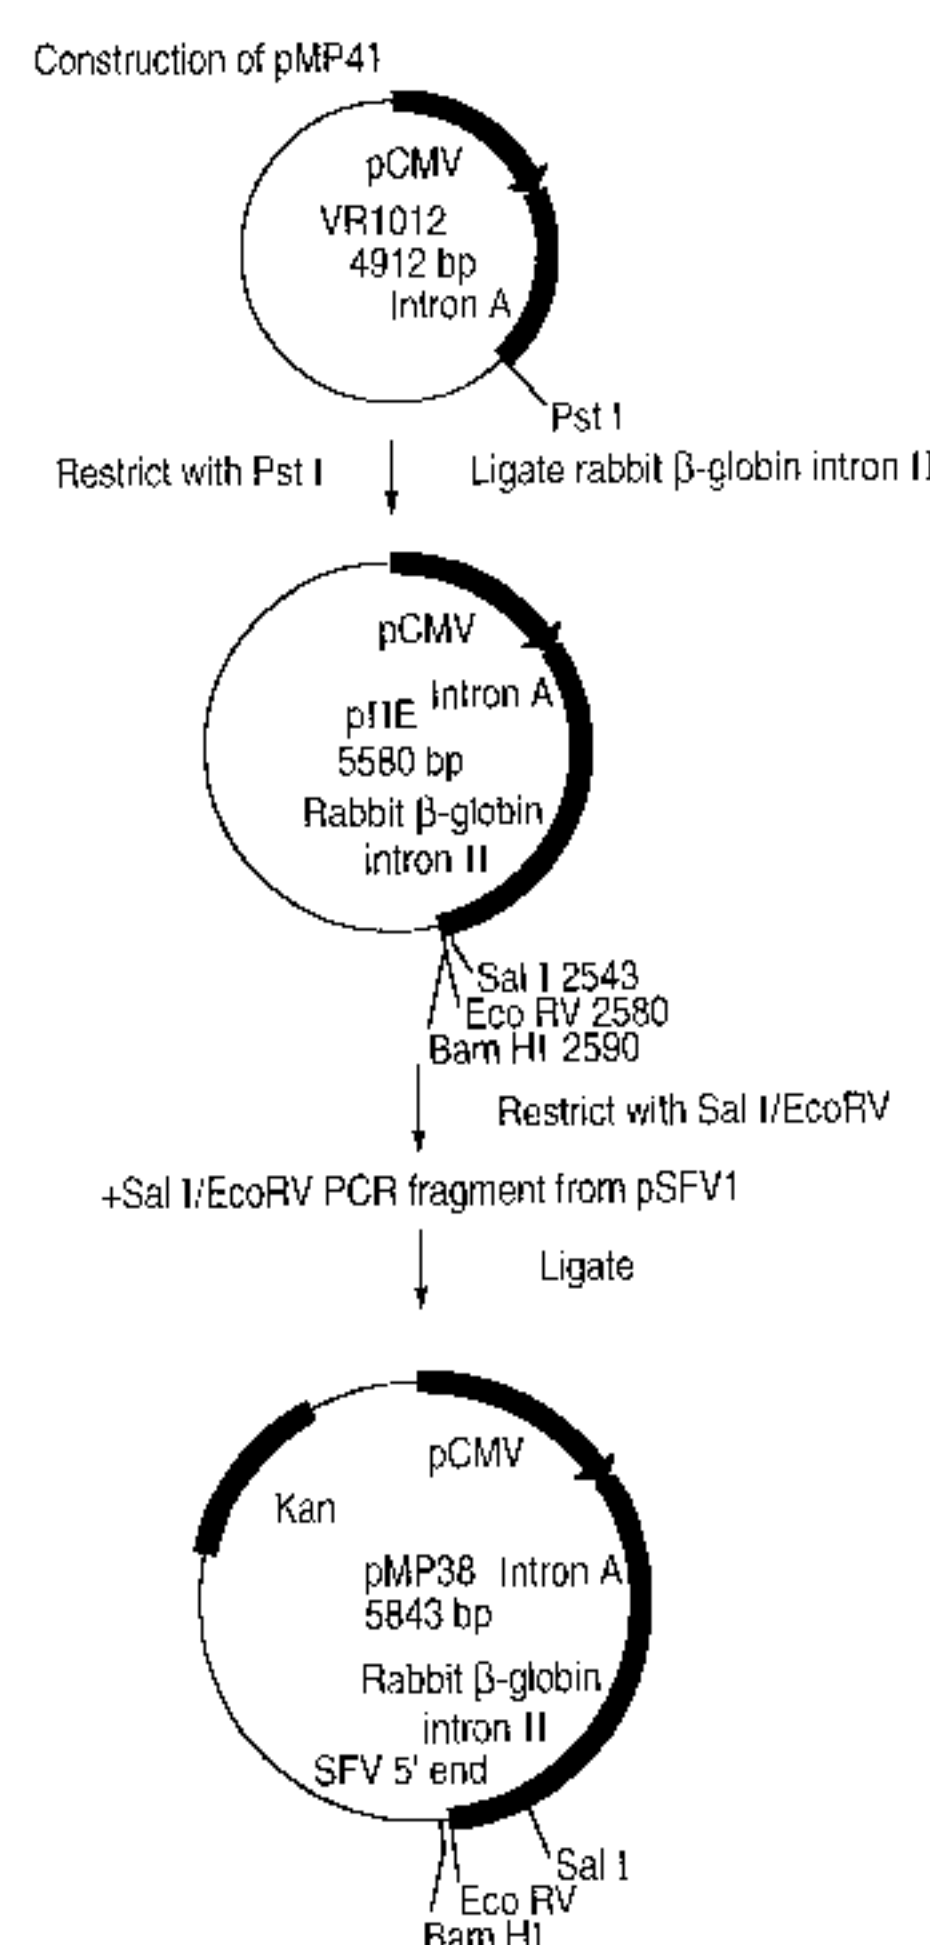 Construction of pMP41
pCMV
VR1012
4912 bp
Intron A
Pst I
Restrict with Pst I
Ligate rabbit β-globin intron II
pCMV
Intron A
5580 bp
Rabbit β-globin
intron II
Sal I 2543
Eco RV 2580
Bam HI 2590
Restrict with Sal I/EcoRV
+Sal I/EcoRV PCR fragment from pSFV1
Ligate
pCMV
Kan
pMP38 Intron A
5843 bp
Rabbit β-globin
intron II
SFV 5' end
Sal I
Eco RV
Bam HI